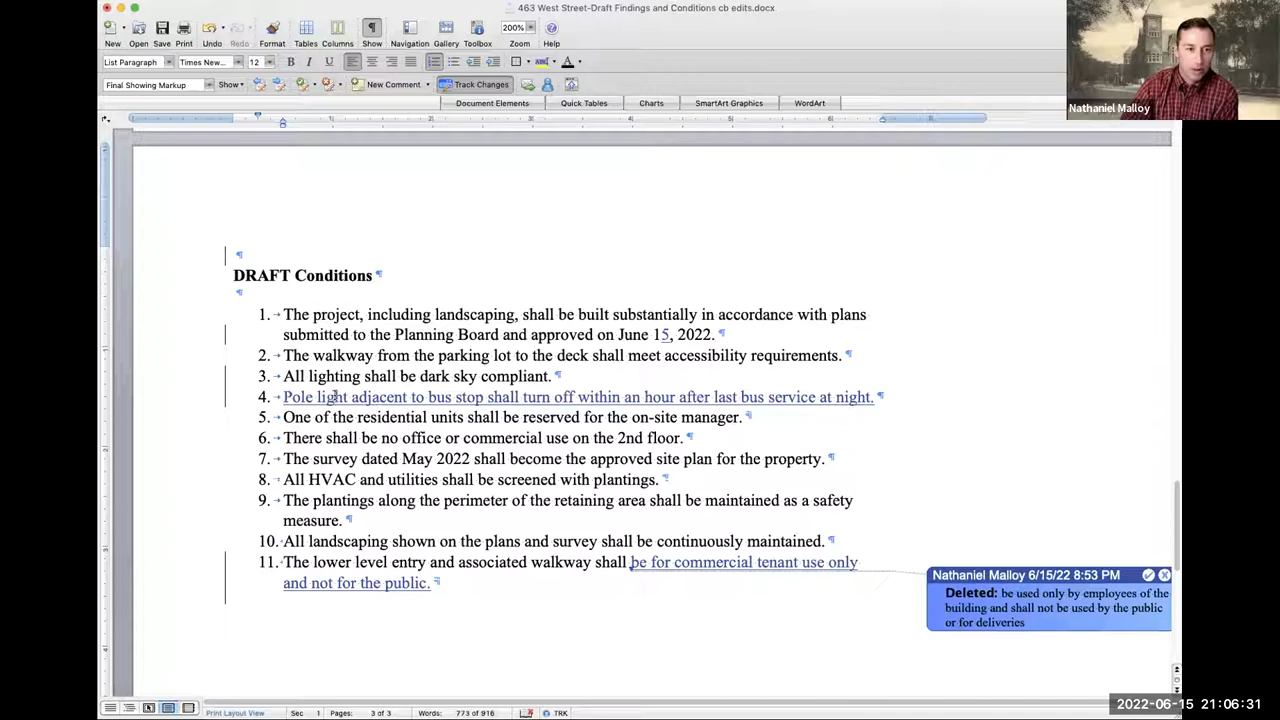 463 West Street-Draft Findings and Conditions cb edits.docx
200%
New Open Save Print Undo Redo Format Tables Columns Show Navigation Gallery Toolbox Zoom Help
List Paragraph Times New... 12 B I U
Final Showing Markup Show New Comment Track Changes
Document Elements Quick Tables Charts SmartArt Graphics WordArt
Nathaniel Malloy
DRAFT Conditions
1. The project, including landscaping, shall be built substantially in accordance with plans
submitted to the Planning Board and approved on June 15, 2022.
2. The walkway from the parking lot to the deck shall meet accessibility requirements.
3. All lighting shall be dark sky compliant.
4. Pole light adjacent to bus stop shall turn off within an hour after last bus service at night.
5. One of the residential units shall be reserved for the on-site manager.
6. There shall be no office or commercial use on the 2nd floor.
7. The survey dated May 2022 shall become the approved site plan for the property.
8. All HVAC and utilities shall be screened with plantings.
9. The plantings along the perimeter of the retaining area shall be maintained as a safety
measure.
10. All landscaping shown on the plans and survey shall be continuously maintained.
11. The lower level entry and associated walkway shall be for commercial tenant use only
and not for the public.
Nathaniel Malloy 6/15/22 8:53 PM
Deleted: be used only by employees of the
building and shall not be used by the public
or for deliveries
Print Layout View Sec 1 Pages: 3 of 3 Words: 773 of 916 TRK
2022-06-15 21:06:31